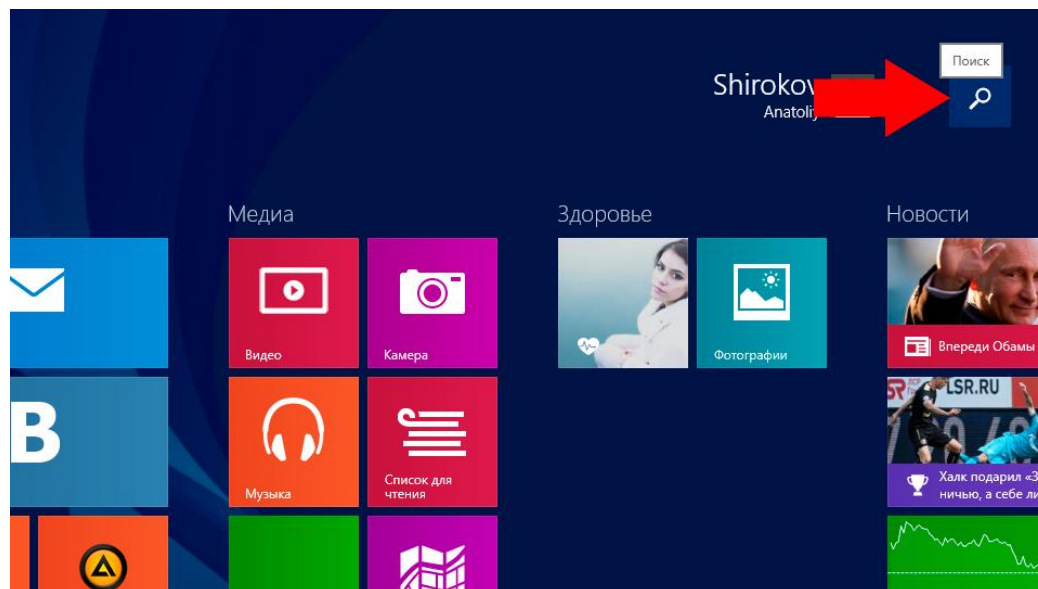 Поиск
Shirokov
Anatoliy
Медиа
Здоровье
Новости
Видео
Камера
Фотографии
Впереди Обамы
В
LSR.RU
Музыка
Список для
чтения
Халк подарил «З
ничью, а себе ли